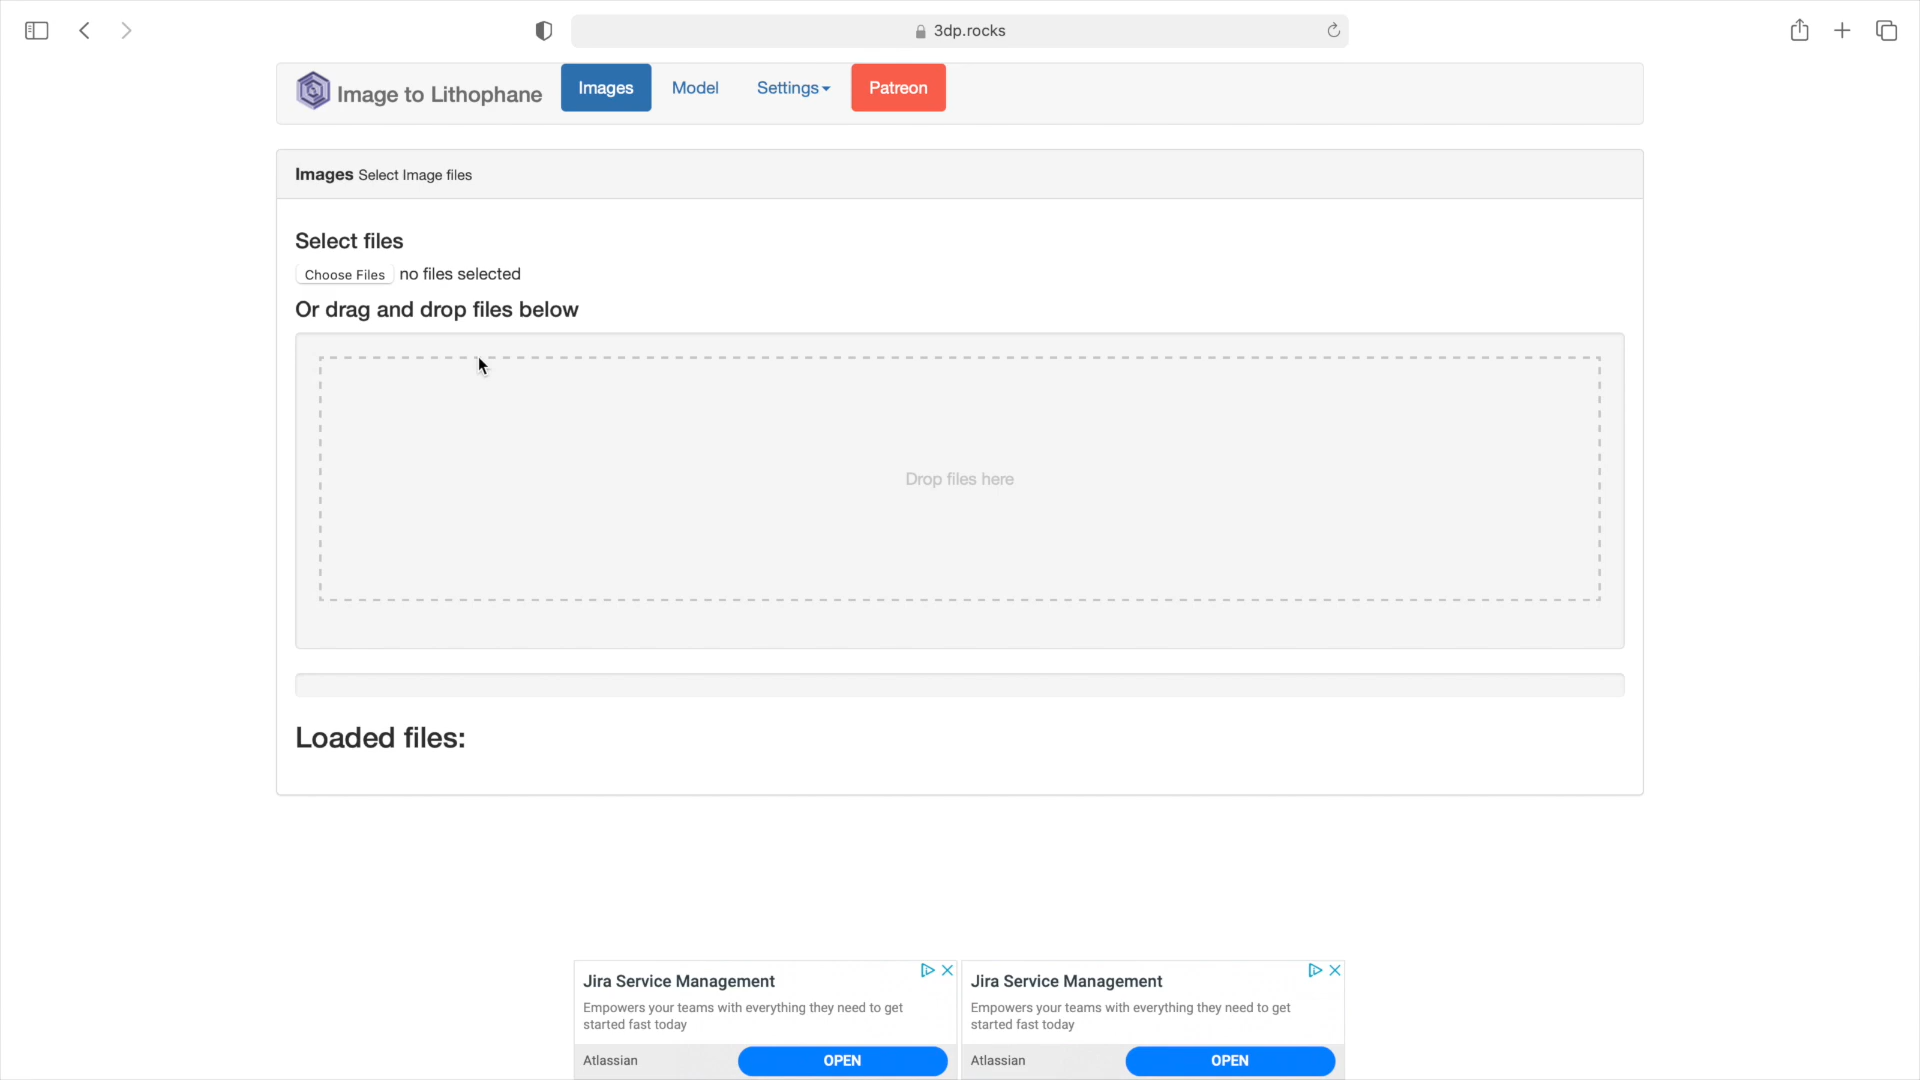 3dp.rocks
Image to Lithophane Images Model Settings Patreon
Images Select Image files
Select files
Choose Files no files selected
Or drag and drop files below
Drop files here
Loaded files:
Jira Service Management
Empowers your teams with everything they need to get
started fast today
Atlassian OPEN
Jira Service Management
Empowers your teams with everything they need to get
started fast today
Atlassian OPEN